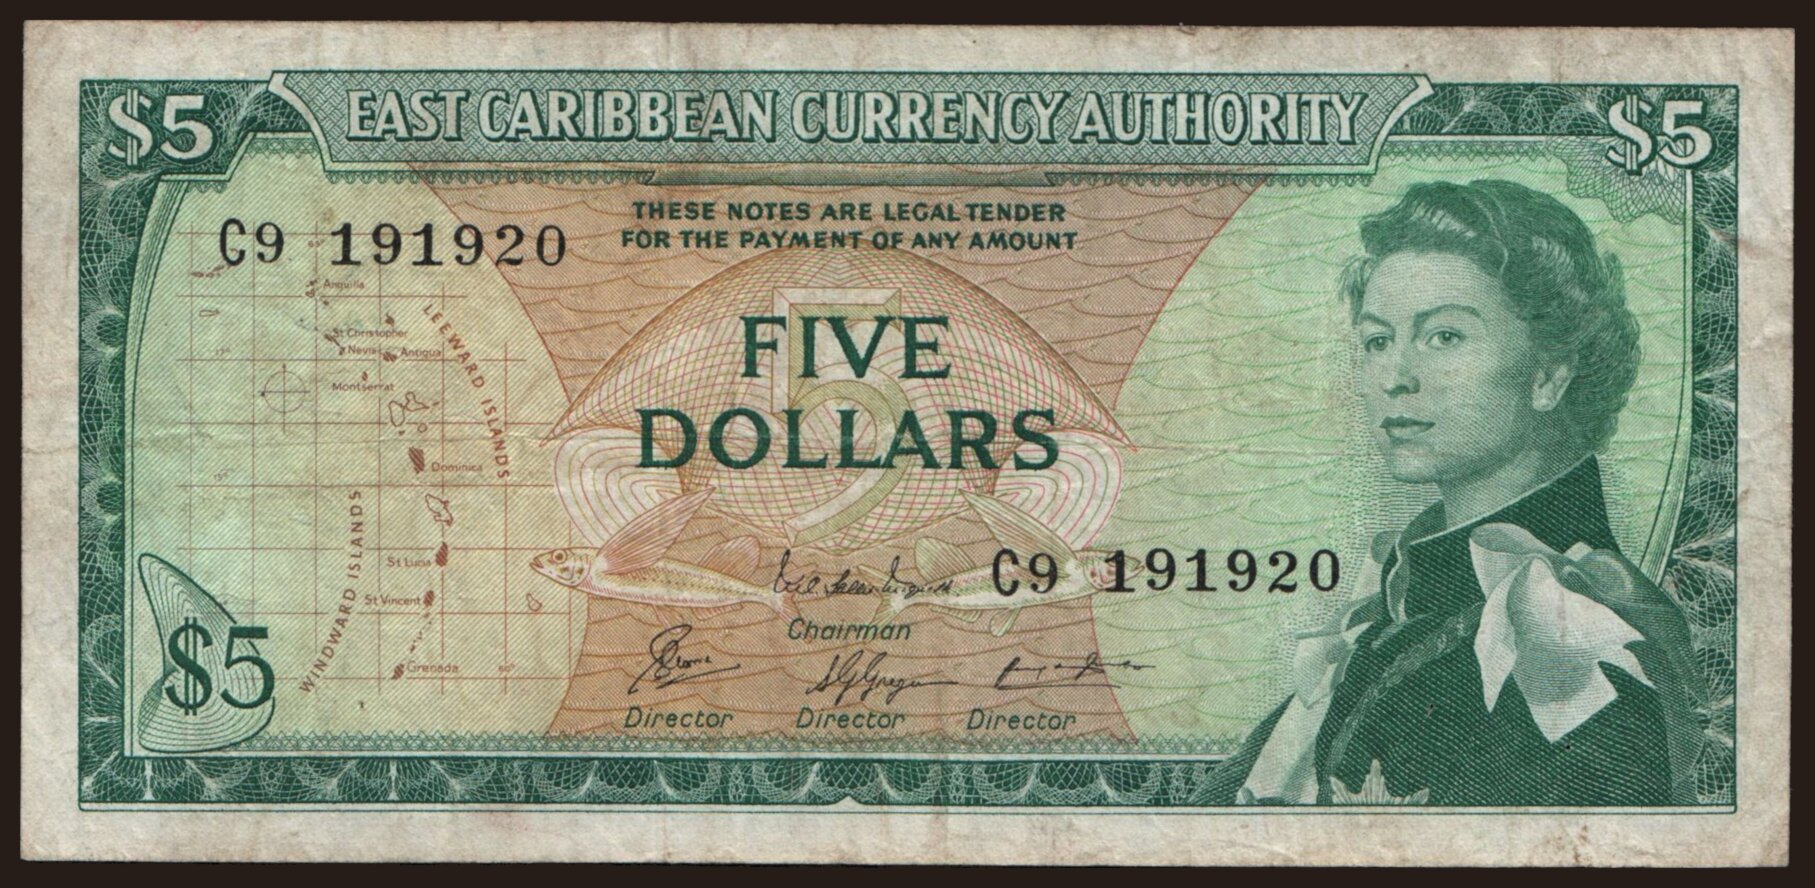 EAST CARIBBEAN CURRENCY AUTHORITY
$5
$5
THESE NOTES ARE LEGAL TENDER
FOR THE PAYMENT OF ANY AMOUNT
C9 191920
Anguilla
St Christopher
Nevis
Antigua
Montserrat
LEEWARD ISLANDS
5
FIVE
DOLLARS
Dominica
WINDWARD ISLANDS
St Lucia
St Vincent
Grenada
60°
C9 191920
Chairman
$5
Director
Director
Director